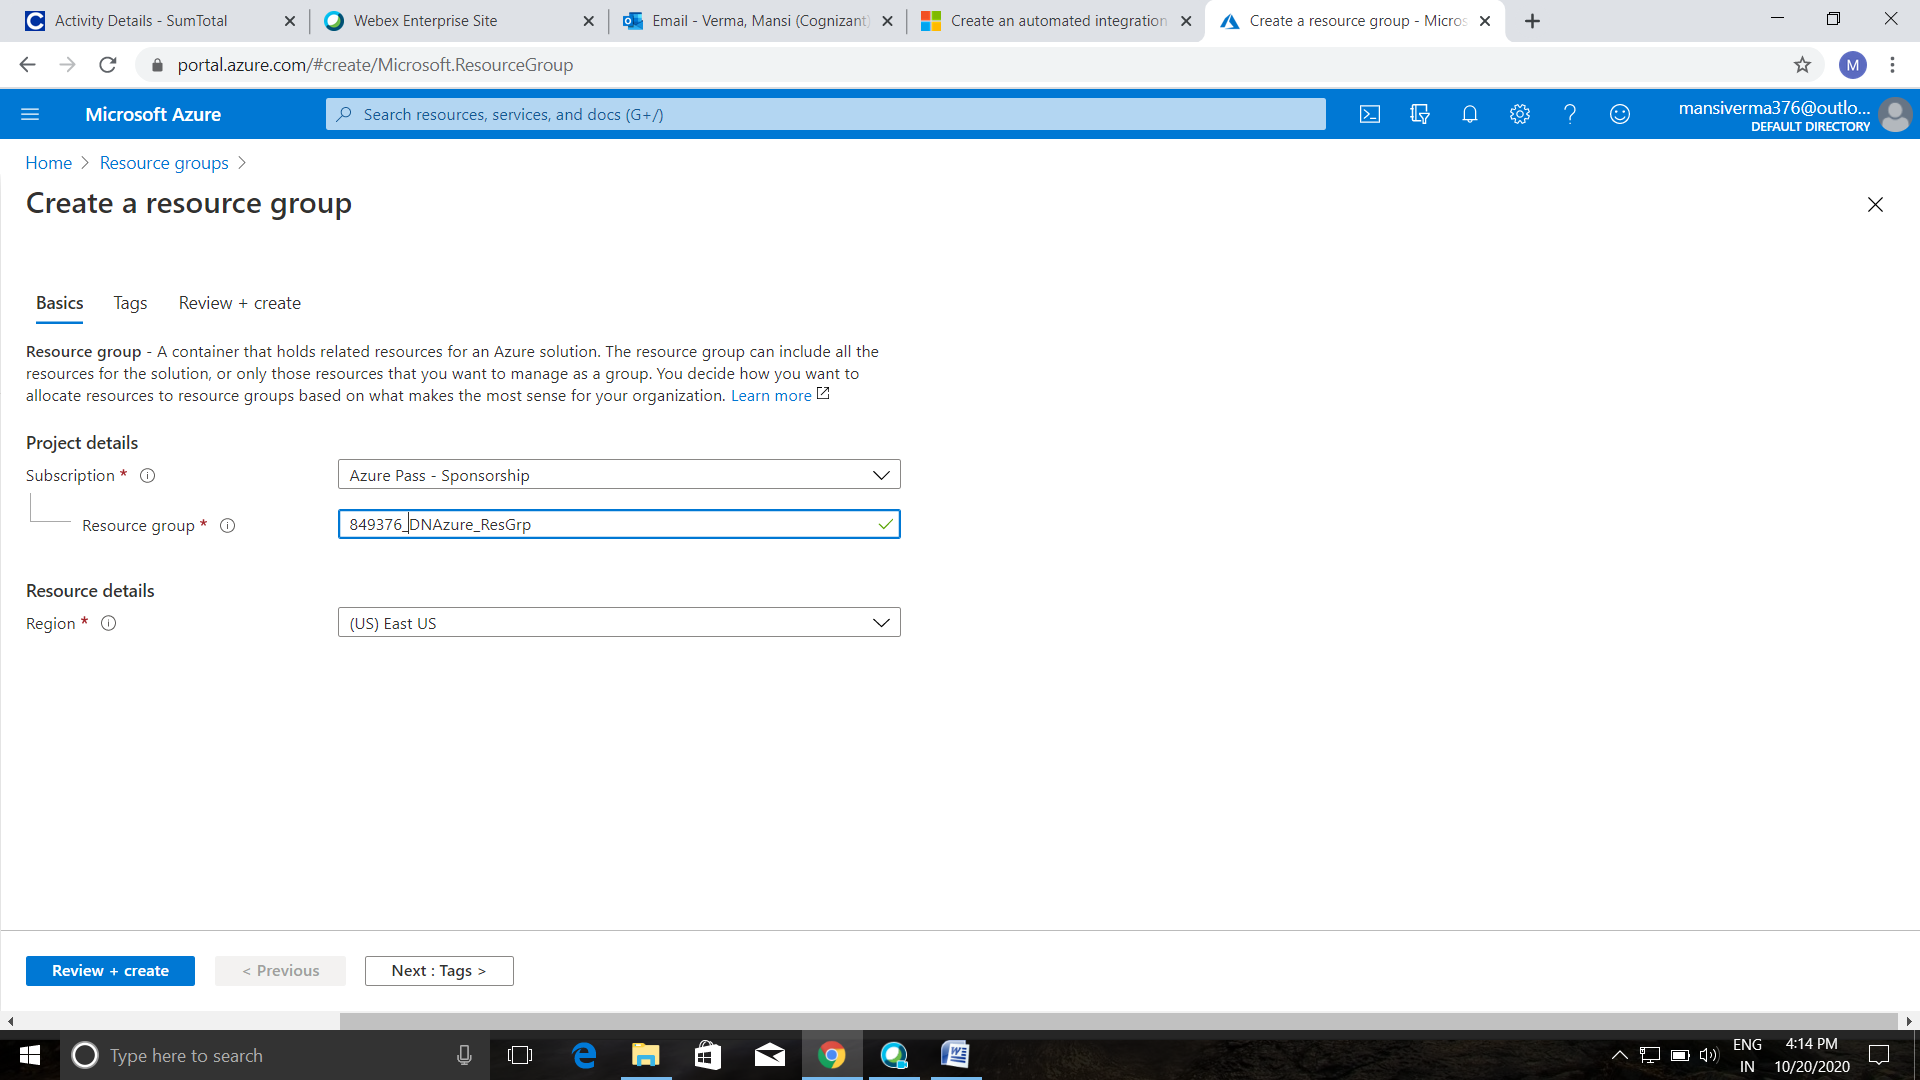 Activity Details - SumTotal
Webex Enterprise Site
Email - Verma, Mansi (Cognizant)
Create an automated integration
Create a resource group - Micros
portal.azure.com/#create/Microsoft.ResourceGroup
M
Microsoft Azure
Search resources, services, and docs (G+/)
mansiverma376@outlo...
DEFAULT DIRECTORY
Home > Resource groups >
Create a resource group
Basics
Tags
Review + create
Resource group - A container that holds related resources for an Azure solution. The resource group can include all the
resources for the solution, or only those resources that you want to manage as a group. You decide how you want to
allocate resources to resource groups based on what makes the most sense for your organization. Learn more
Project details
Subscription *
Azure Pass - Sponsorship
Resource group *
849376_DNAzure_ResGrp
Resource details
Region *
(US) East US
Review + create
< Previous
Next : Tags >
Type here to search
ENG
IN
4:14 PM
10/20/2020